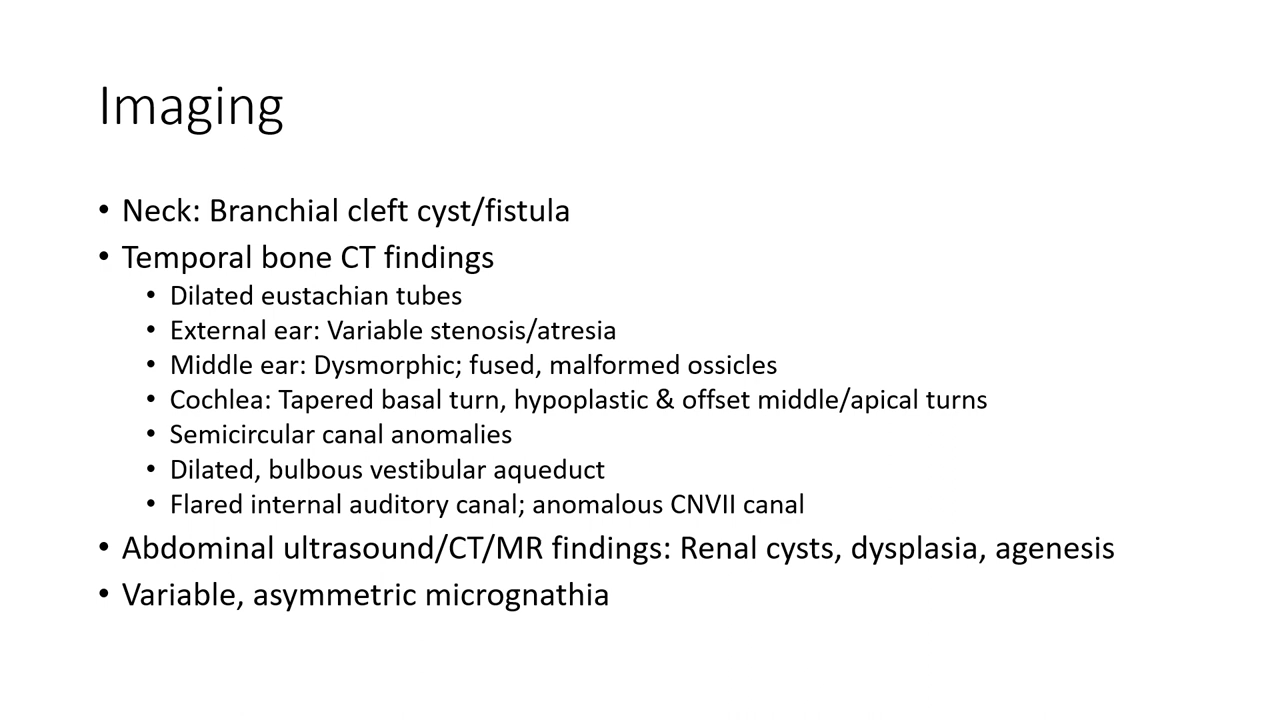 Imaging
• Neck: Branchial cleft cyst/fistula
• Temporal bone CT findings
• Dilated eustachian tubes
• External ear: Variable stenosis/atresia
• Middle ear: Dysmorphic; fused, malformed ossicles
• Cochlea: Tapered basal turn, hypoplastic & offset middle/apical turns
• Semicircular canal anomalies
• Dilated, bulbous vestibular aqueduct
• Flared internal auditory canal; anomalous CNVII canal
• Abdominal ultrasound/CT/MR findings: Renal cysts, dysplasia, agenesis
• Variable, asymmetric micrognathia